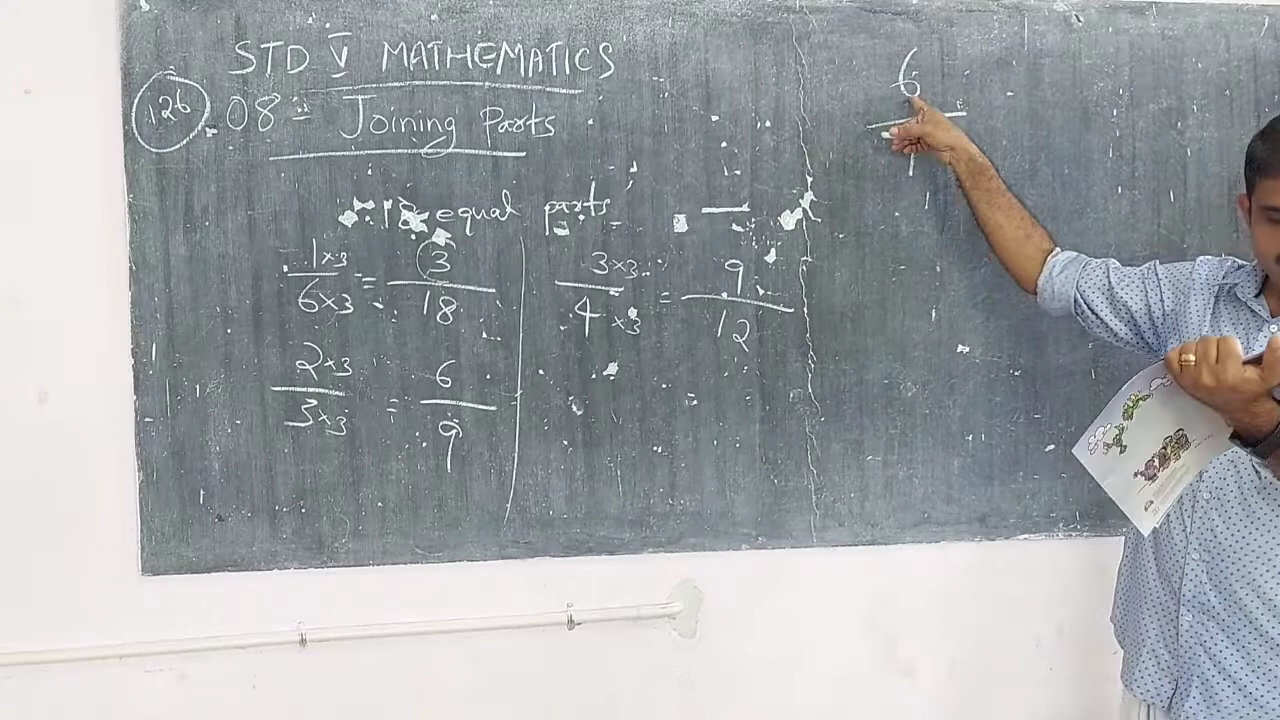 STD V MATHEMATICS
126 08 :- Joining Parts
18 equal parts
1×3/6×3 = 3/18
3×3/4×3 = 9/12
2×3/3×3 = 6/9
6